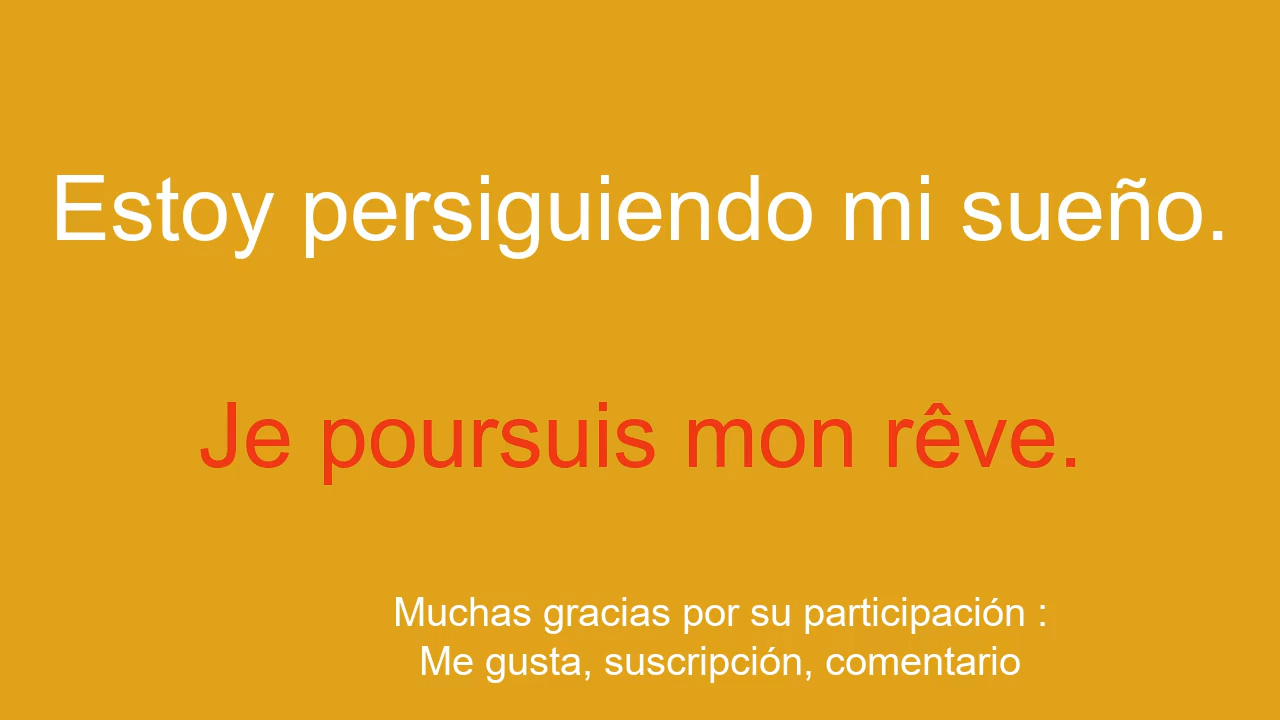 Estoy persiguiendo mi sueño.
Je poursuis mon rêve.
Muchas gracias por su participación :
Me gusta, suscripción, comentario